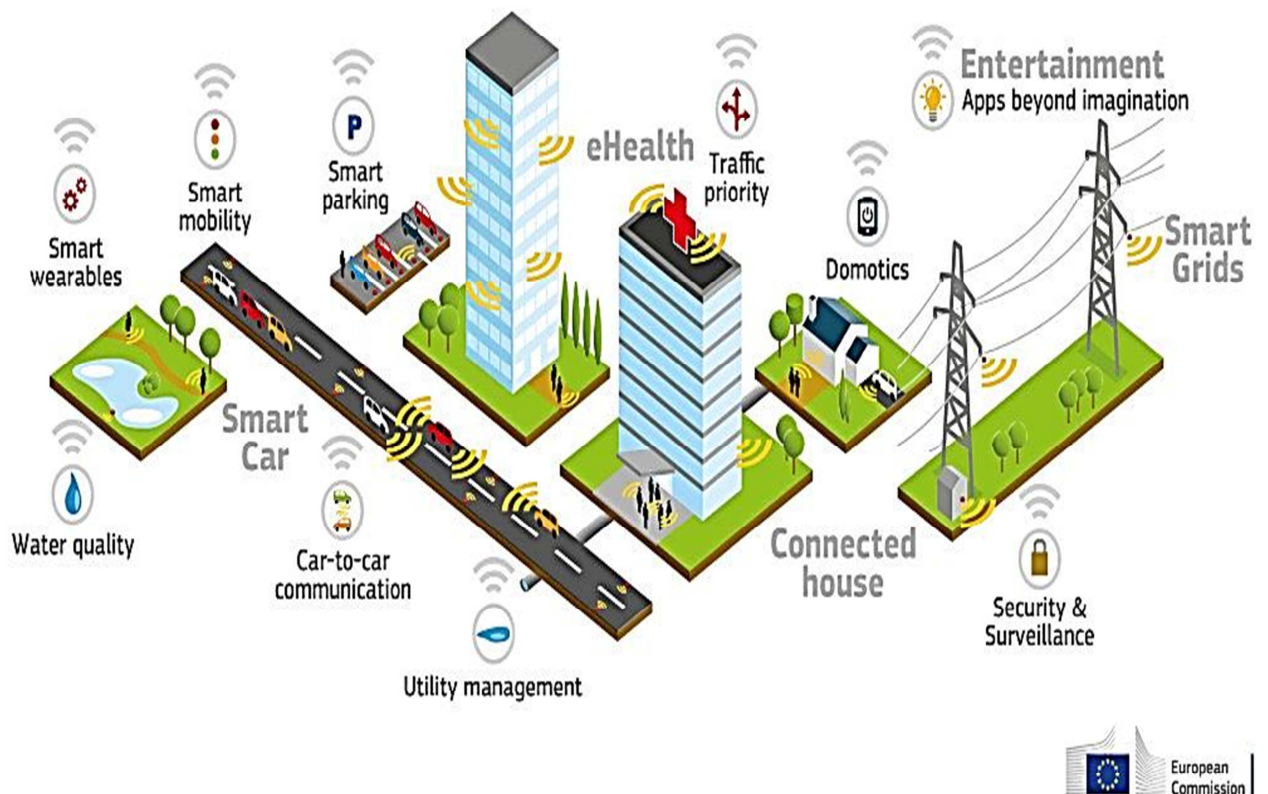 Entertainment
Apps beyond imagination
eHealth
Traffic
priority
P
Smart
parking
Smart
mobility
Smart
wearables
Domotics
Smart
Grids
Smart
Car
Water quality
Car-to-car
communication
Connected
house
Security &
Surveillance
Utility management
European
Commission